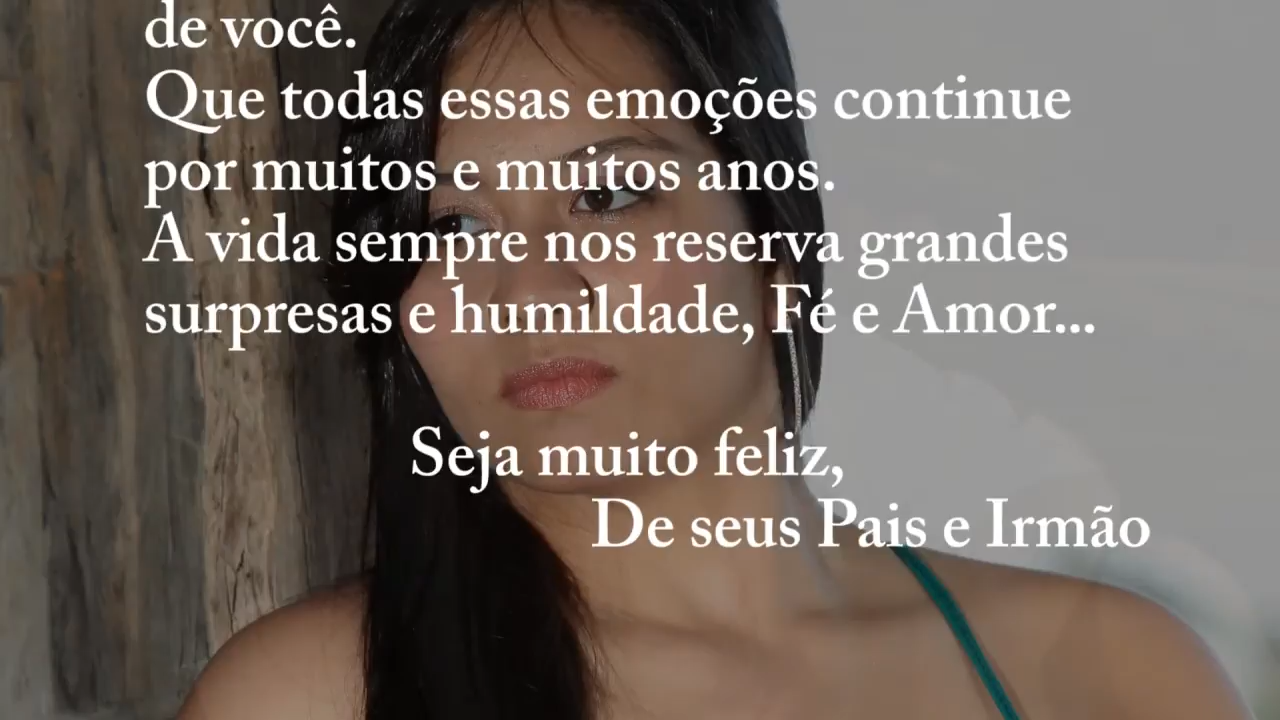 de você.
Que todas essas emoções continue
por muitos e muitos anos.
A vida sempre nos reserva grandes
surpresas e humildade, Fé e Amor...
Seja muito feliz,
De seus Pais e Irmão